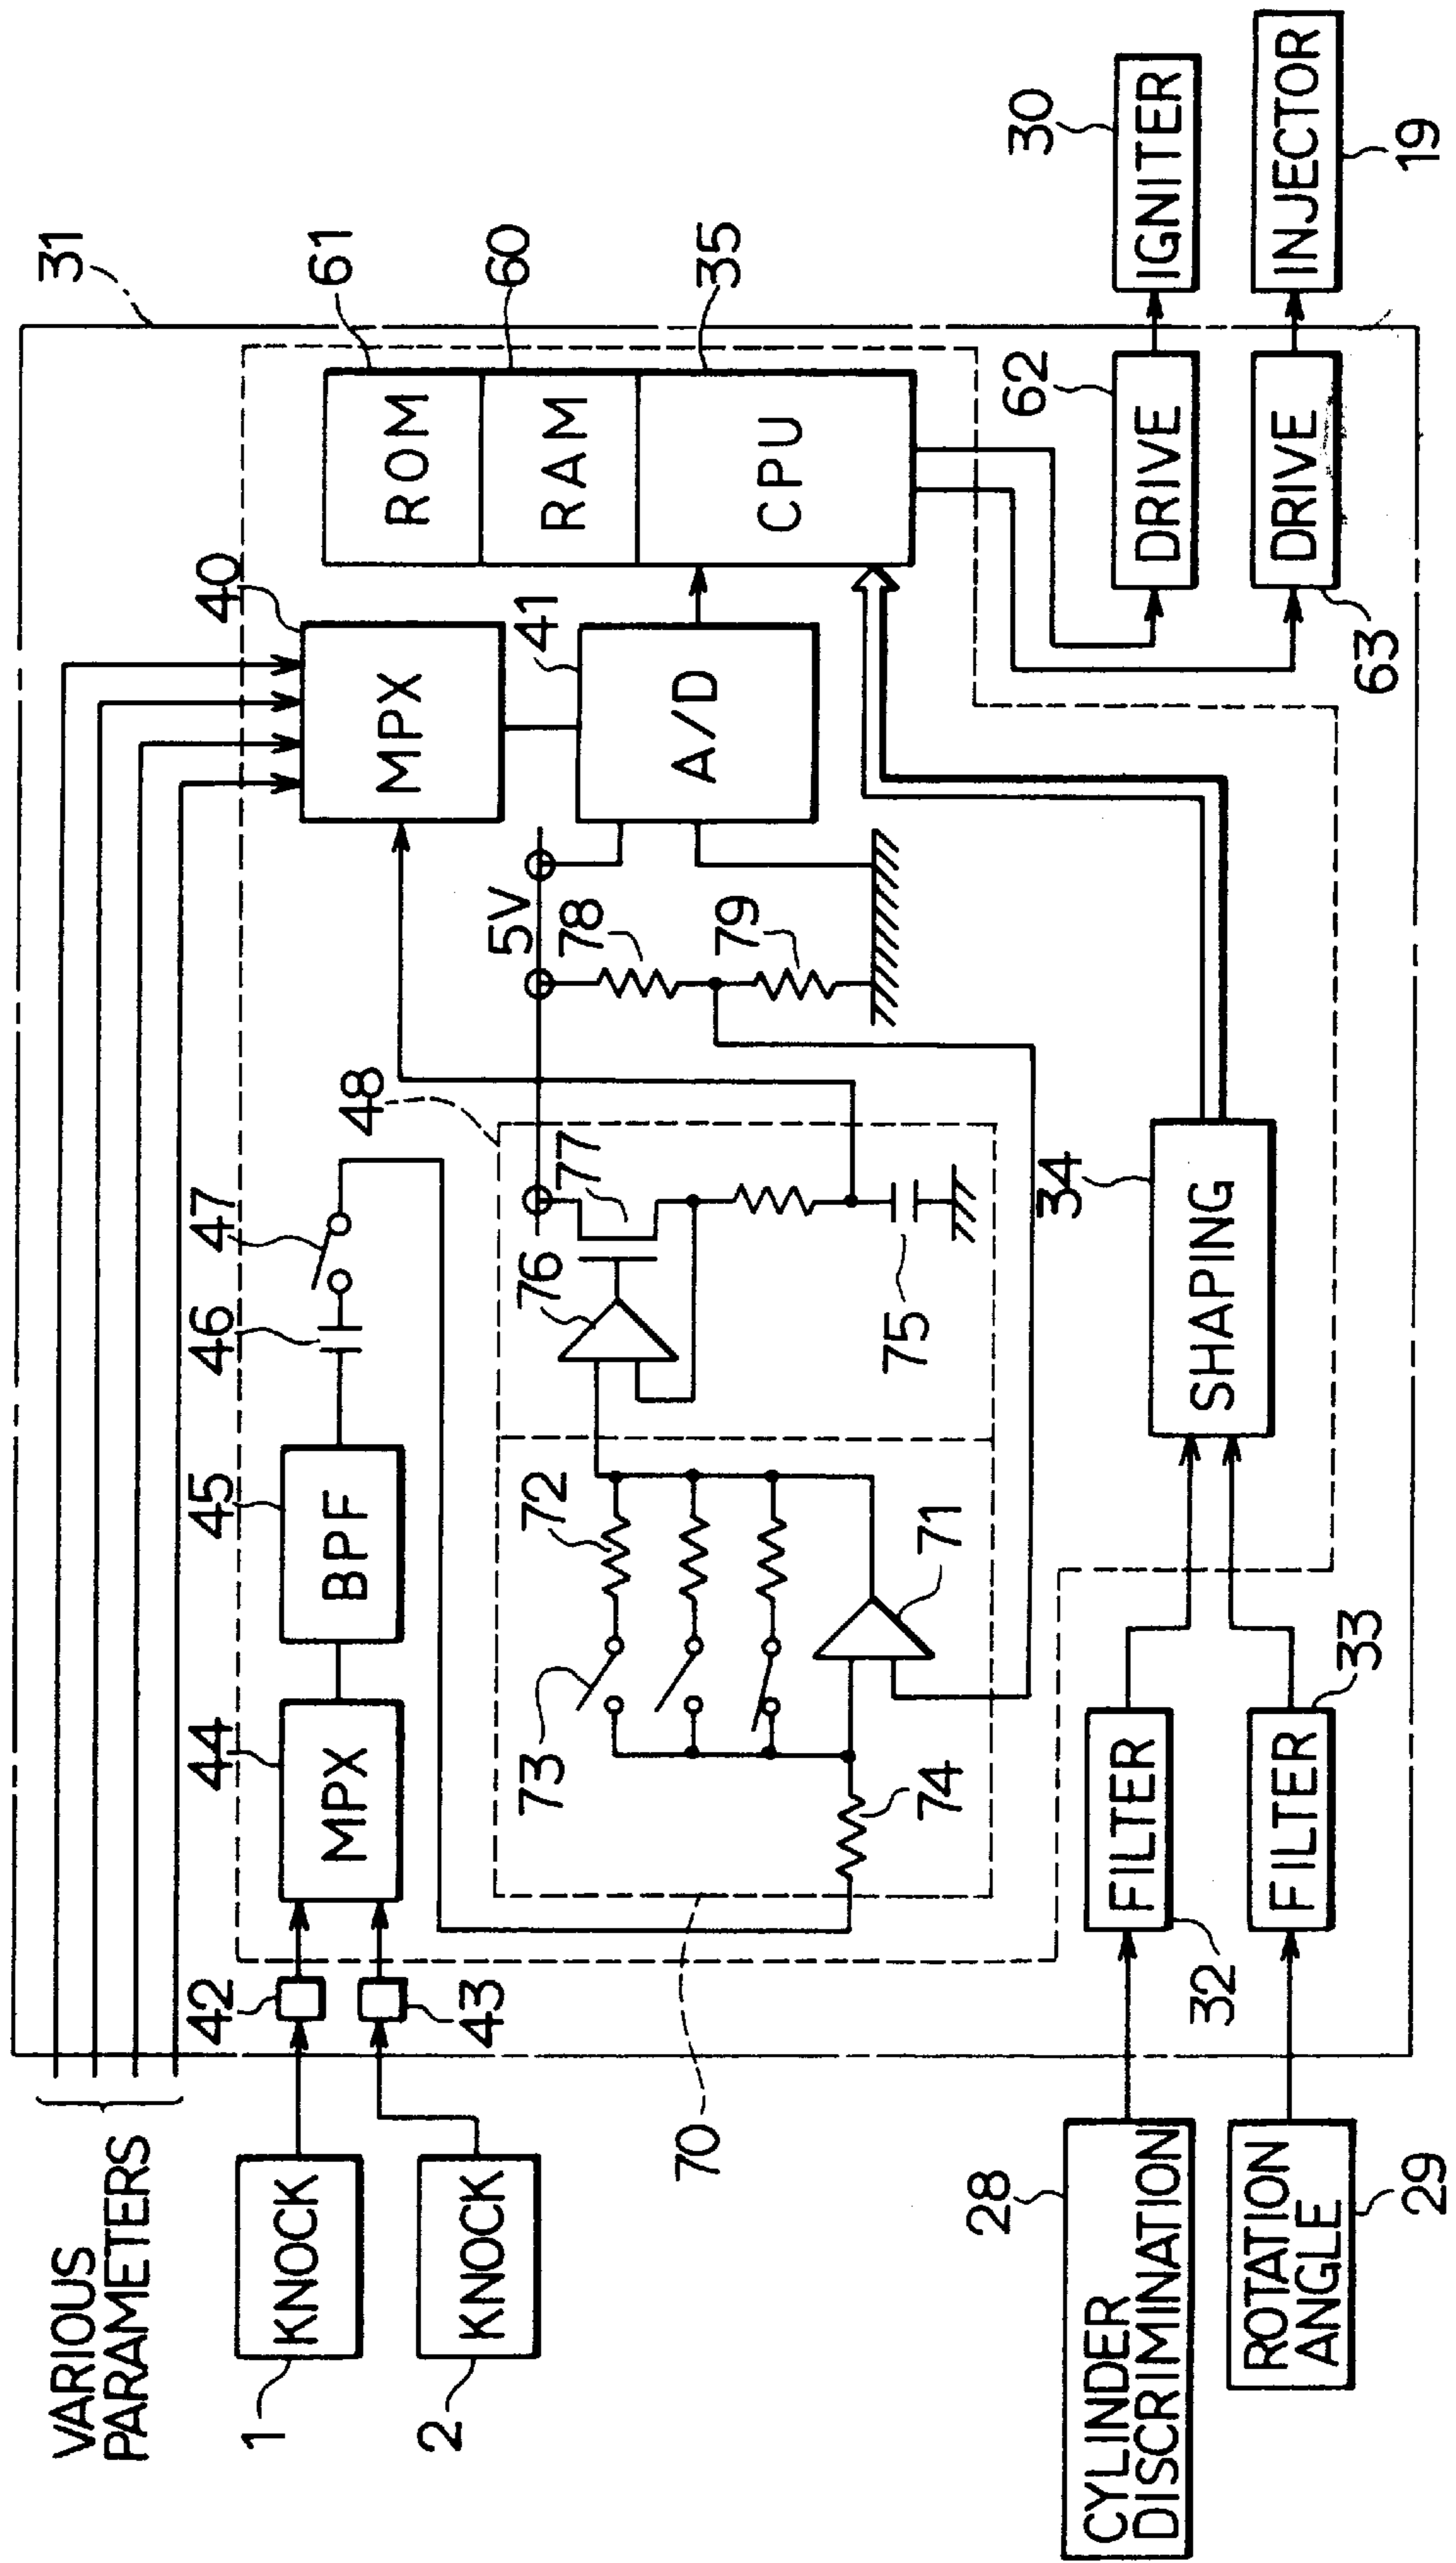 31
VARIOUS
PARAMETERS
1
KNOCK
2
KNOCK
42
43
44
MPX
45
BPF
46
47
48
40
MPX
61
ROM
60
RAM
35
CPU
41
A/D
5V
78
79
77
76
75
72
73
71
74
70
34
SHAPING
62
DRIVE
63
DRIVE
30
IGNITER
19
INJECTOR
32
FILTER
33
FILTER
28
CYLINDER
DISCRIMINATION
29
ROTATION
ANGLE